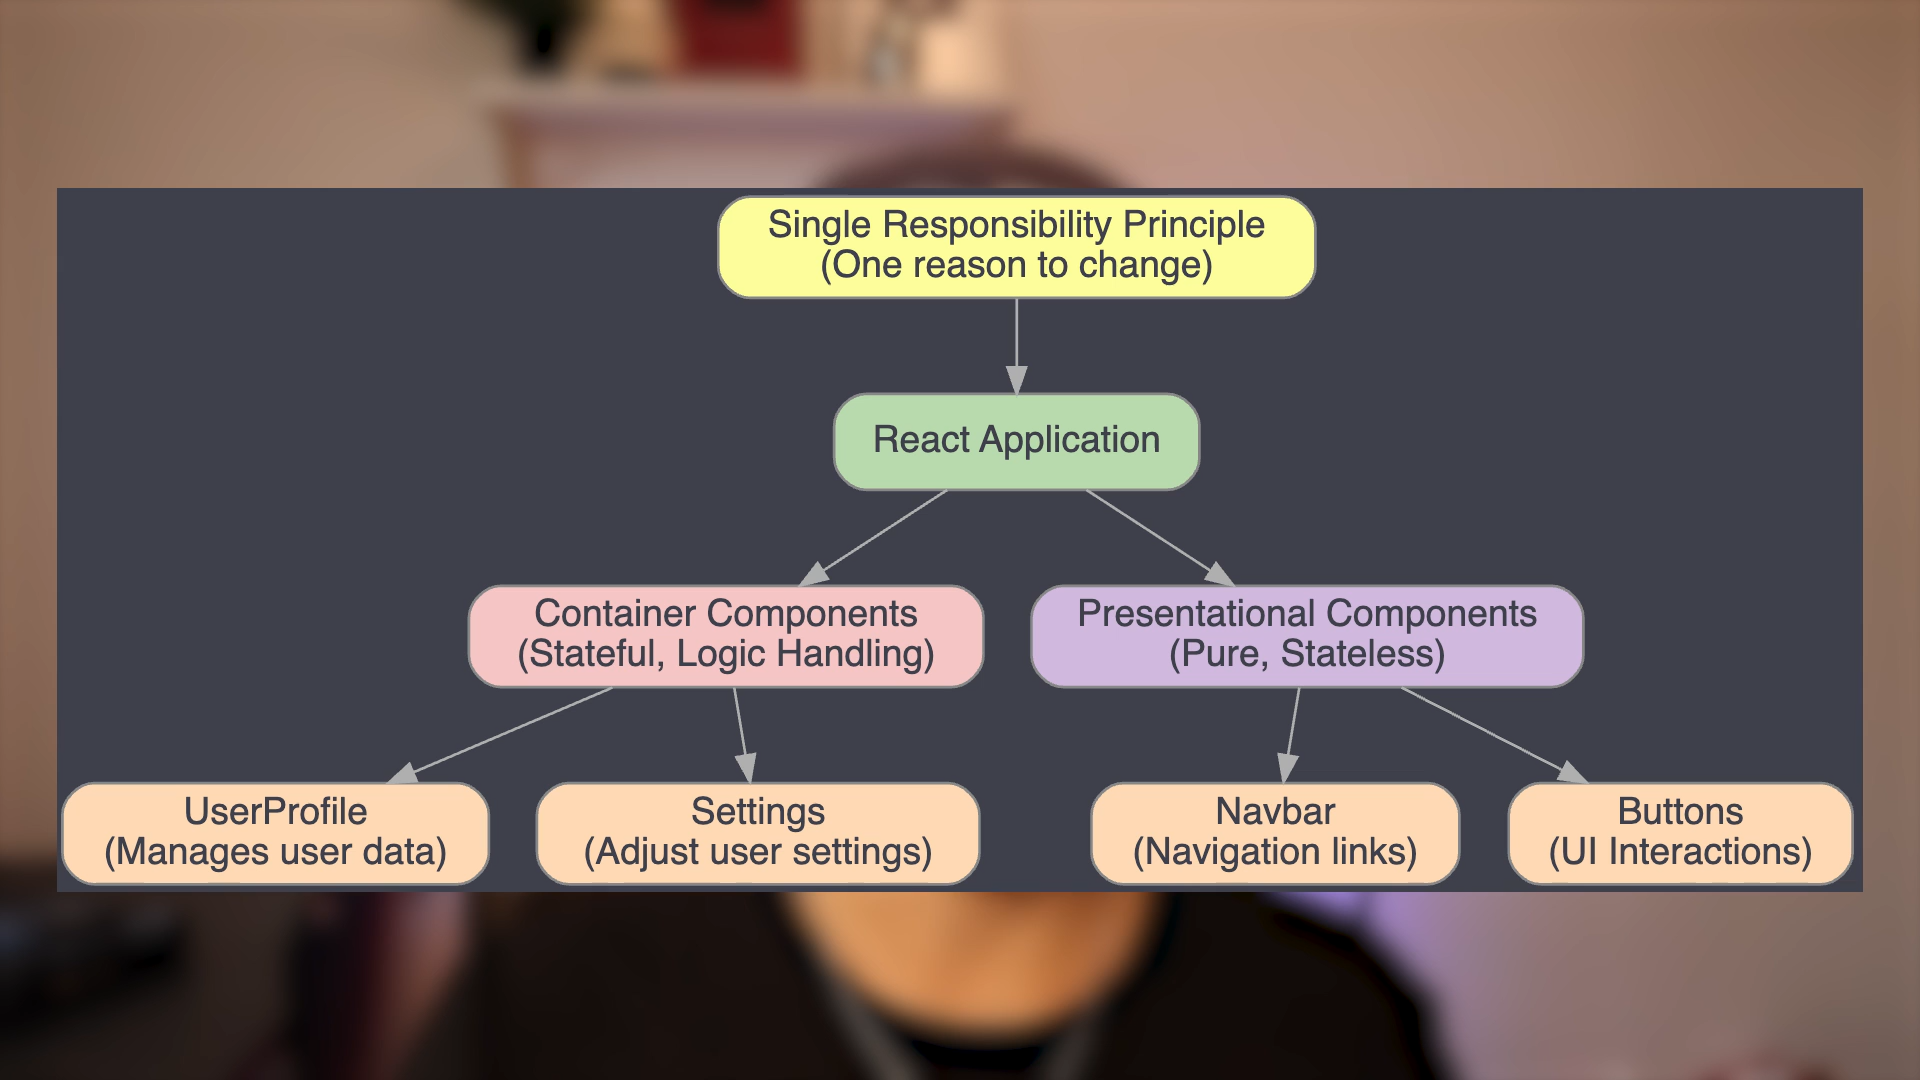 Single Responsibility Principle
(One reason to change)
React Application
Container Components
(Stateful, Logic Handling)
Presentational Components
(Pure, Stateless)
UserProfile
(Manages user data)
Settings
(Adjust user settings)
Navbar
(Navigation links)
Buttons
(UI Interactions)